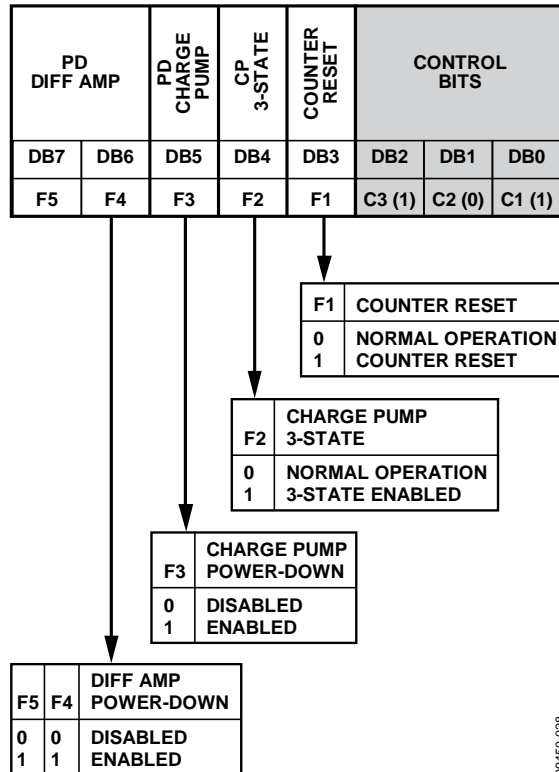 PD DIFF AMP
PD CHARGE PUMP
CP 3-STATE
COUNTER RESET
CONTROL BITS
DB7 DB6 DB5 DB4 DB3 DB2 DB1 DB0
F5 F4 F3 F2 F1 C3 (1) C2 (0) C1 (1)
F1 COUNTER RESET
0 NORMAL OPERATION
1 COUNTER RESET
CHARGE PUMP
F2 3-STATE
0 NORMAL OPERATION
1 3-STATE ENABLED
CHARGE PUMP
F3 POWER-DOWN
0 DISABLED
1 ENABLED
DIFF AMP
F5 F4 POWER-DOWN
0 0 DISABLED
1 1 ENABLED